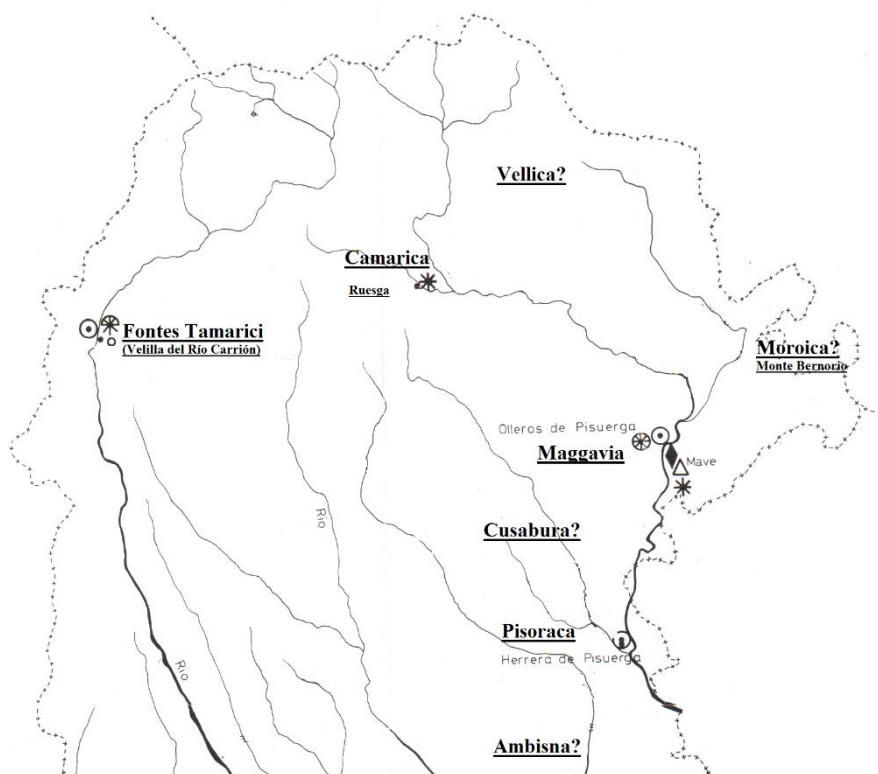 Vellica?
Camarica
Ruesga
Fontes Tamarici
(Velilla del Río Carrión)
Moroica?
Monte Bernorio
Olleros de Pisuerga
Maggavia
Mave
Río
Cusabura?
Pisoraca
Herrera de Pisuerga
Río
Ambisna?